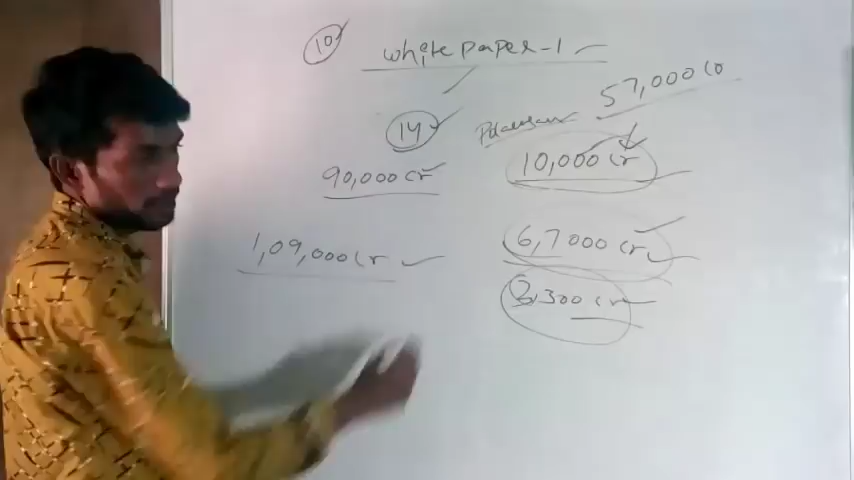 10
white paper-1
57,000 Cr
14
10,000 Cr
90,000 Cr
6,7000 Cr
1,09,000 Cr
3,300 Cr